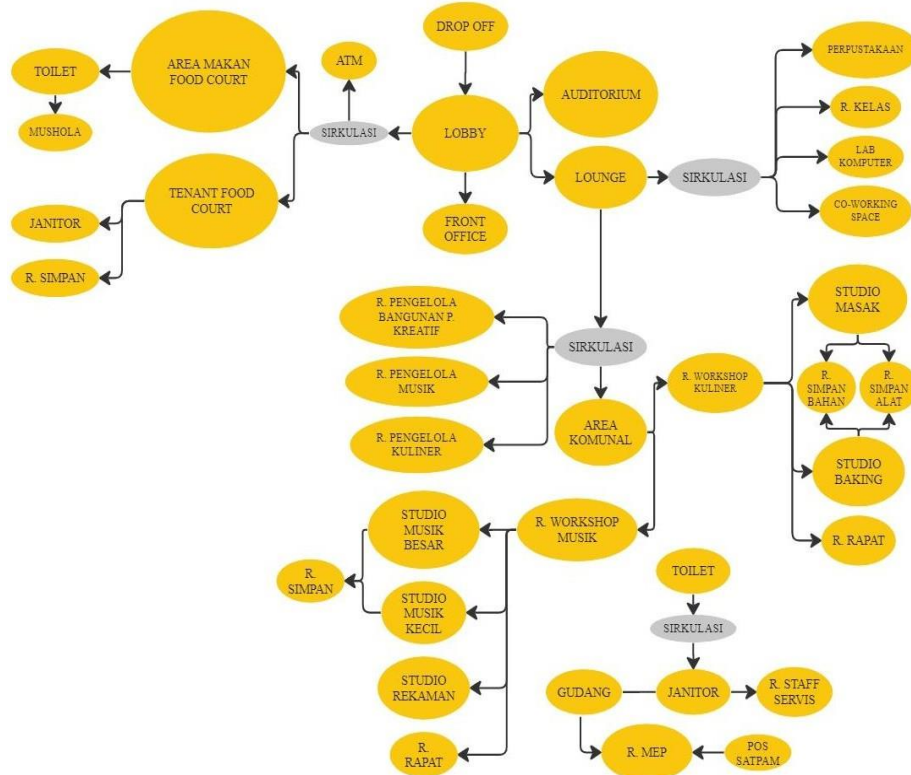 DROP OFF
AREA MAKAN
FOOD COURT
TOILET
MUSHOLA
ATM
SIRKULASI
LOBBY
AUDITORIUM
LOUNGE
FRONT
OFFICE
TENANT FOOD
COURT
JANITOR
R. SIMPAN
SIRKULASI
PERPUSTAKAAN
R. KELAS
LAB
KOMPUTER
CO-WORKING
SPACE
R. PENGELOLA
BANGUNAN P.
KREATIF
R. PENGELOLA
MUSIK
R. PENGELOLA
KULINER
SIRKULASI
AREA
KOMUNAL
R. WORKSHOP
KULINER
STUDIO
MASAK
R.
SIMPAN
BAHAN
R.
SIMPAN
ALAT
STUDIO
BAKING
R. RAPAT
R. WORKSHOP
MUSIK
STUDIO
MUSIK
BESAR
R.
SIMPAN
STUDIO
MUSIK
KECIL
STUDIO
REKAMAN
R.
RAPAT
TOILET
SIRKULASI
GUDANG
JANITOR
R. STAFF
SERVIS
R. MEP
POS
SATPAM